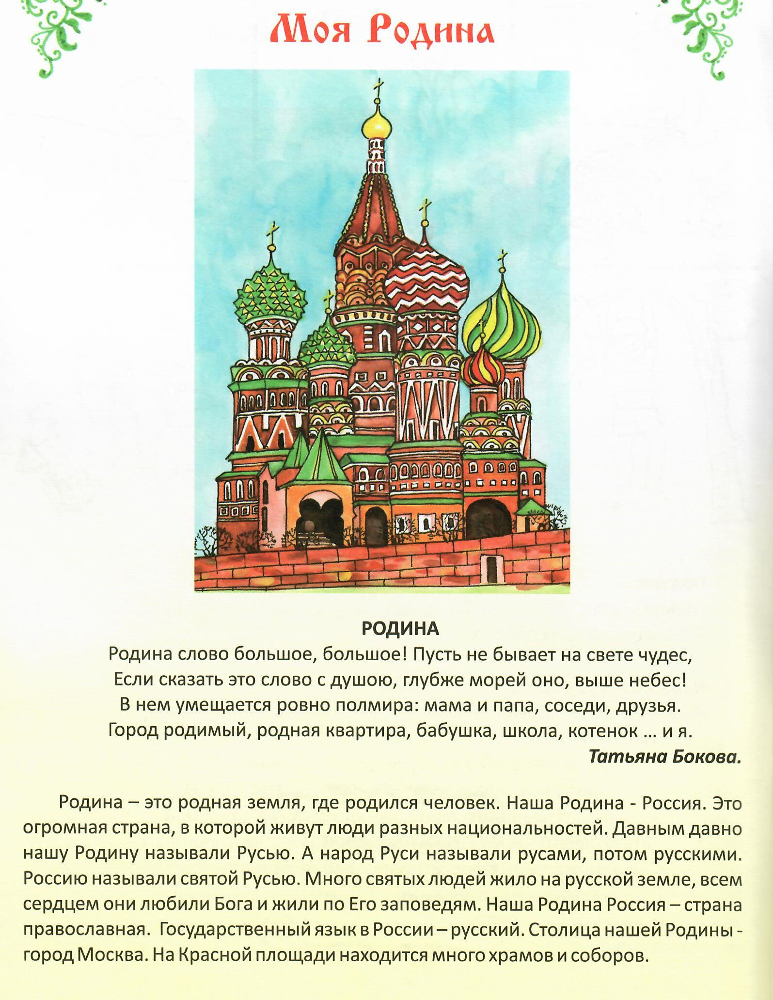 Моя Родина
РОДИНА
Родина слово большое, большое! Пусть не бывает на свете чудес,
Если сказать это слово с душою, глубже морей оно, выше небес!
В нем умещается ровно полмира: мама и папа, соседи, друзья.
Город родимый, родная квартира, бабушка, школа, котенок ... и я.
Татьяна Бокова.
Родина – это родная земля, где родился человек. Наша Родина - Россия. Это
огромная страна, в которой живут люди разных национальностей. Давным давно
нашу Родину называли Русью. А народ Руси называли русами, потом русскими.
Россию называли святой Русью. Много святых людей жило на русской земле, всем
сердцем они любили Бога и жили по Его заповедям. Наша Родина Россия – страна
православная. Государственный язык в России – русский. Столица нашей Родины -
город Москва. На Красной площади находится много храмов и соборов.